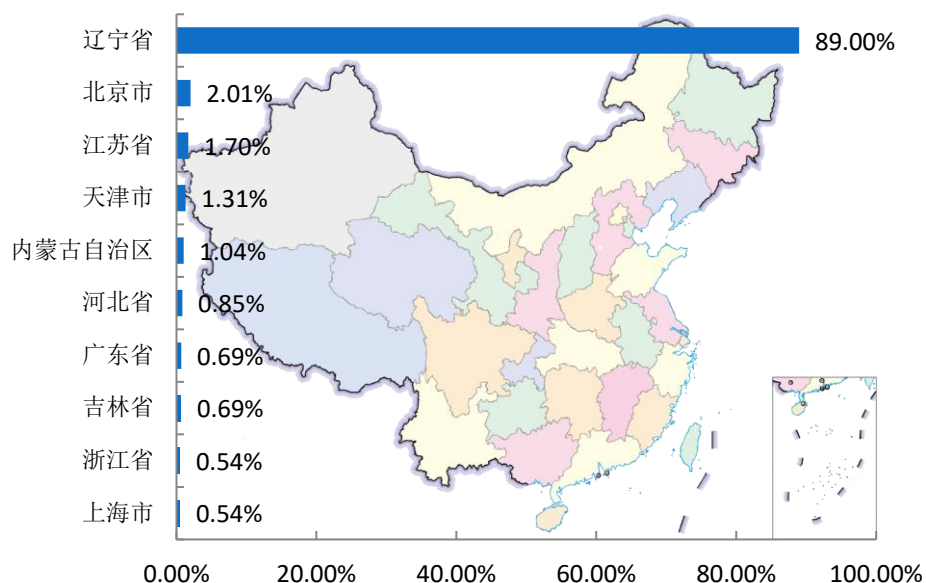 辽宁省 89.00%
北京市 2.01%
江苏省 1.70%
天津市 1.31%
内蒙古自治区 1.04%
河北省 0.85%
广东省 0.69%
吉林省 0.69%
浙江省 0.54%
上海市 0.54%
0.00% 20.00% 40.00% 60.00% 80.00% 100.00%